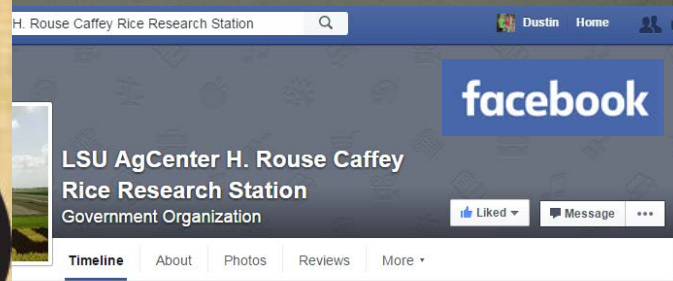 H. Rouse Caffey Rice Research Station
Dustin Home
facebook
LSU AgCenter H. Rouse Caffey
Rice Research Station
Government Organization
Liked Message
Timeline About Photos Reviews More